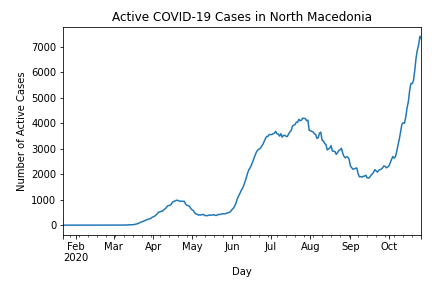 Active COVID-19 Cases in North Macedonia
Number of Active Cases
7000
6000
5000
4000
3000
2000
1000
0
Feb Mar Apr May Jun Jul Aug Sep Oct
2020
Day